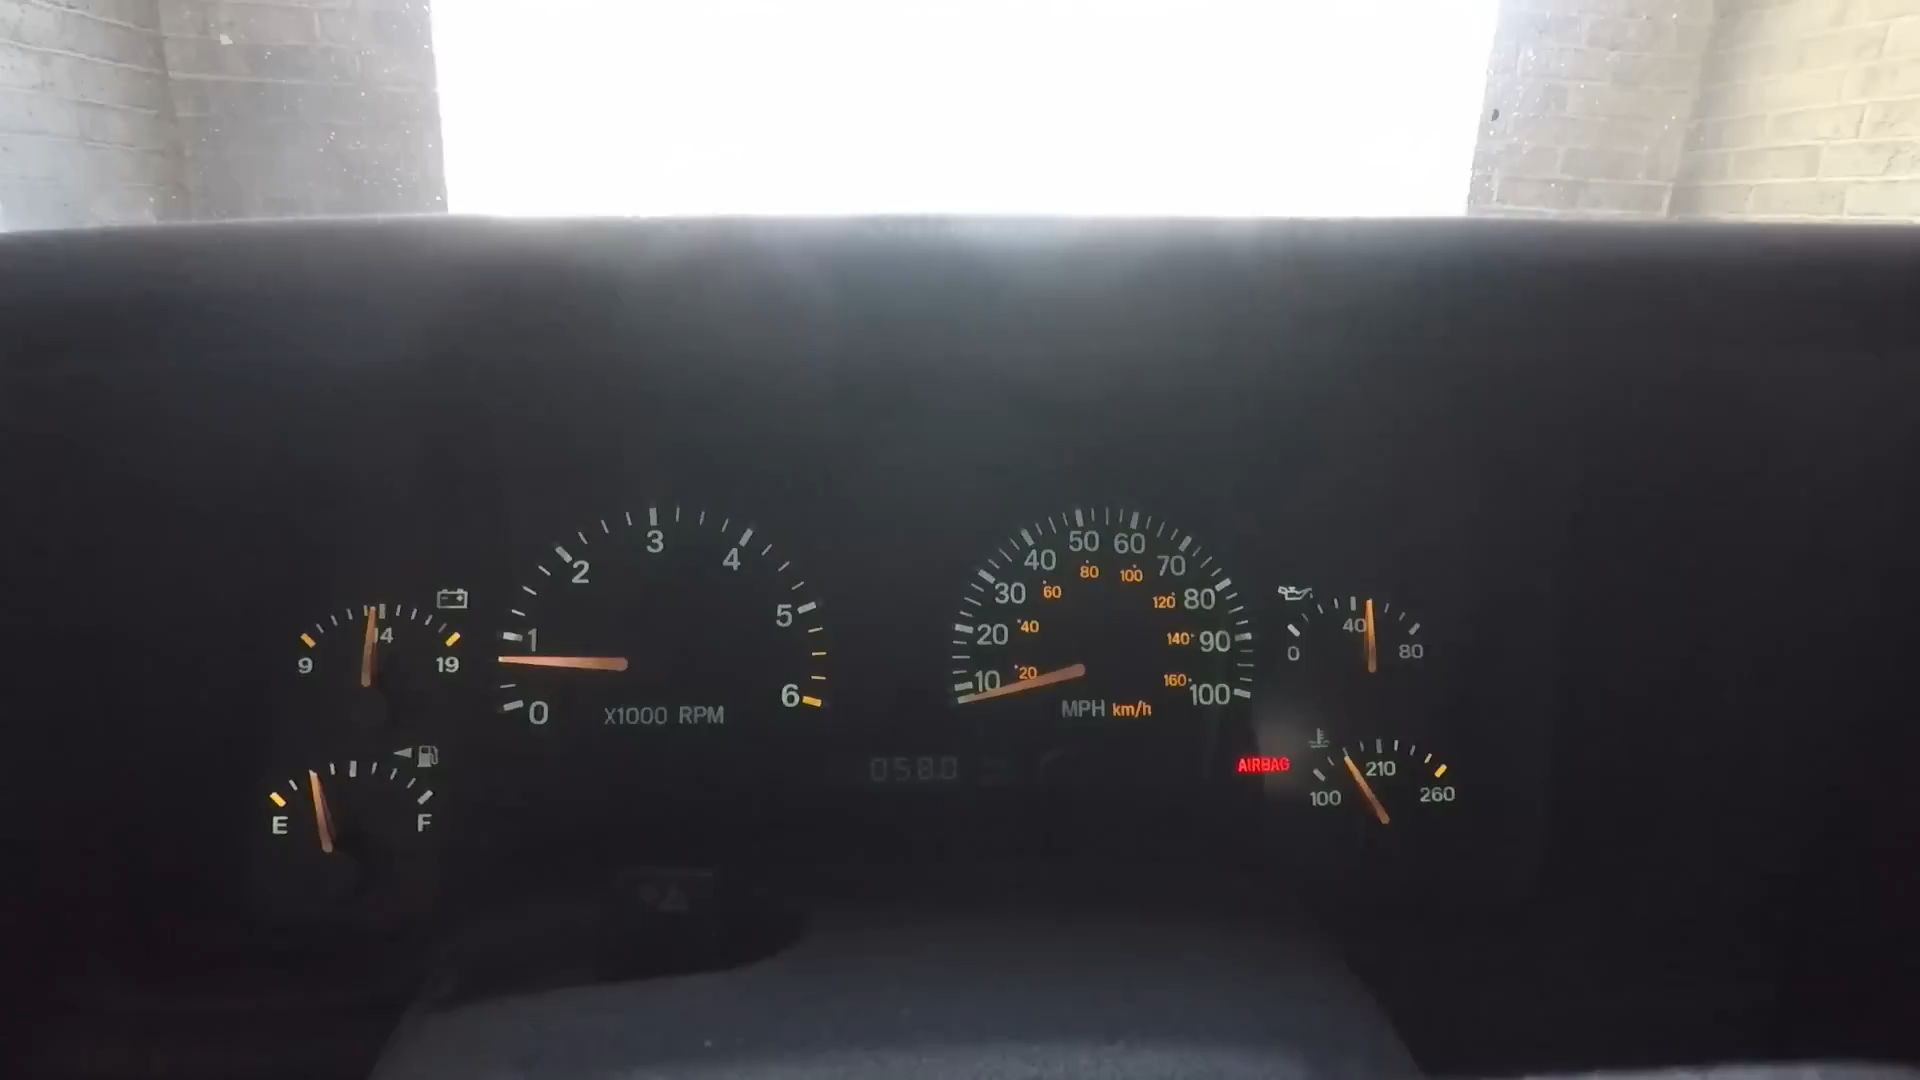 9 14 19
E F
0 1 2 3 4 5 6
X1000 RPM
10 20 30 40 50 60 70 80 90 100
20 40 60 80 100 120 140 160
MPH km/h
0580
AIRBAG
0 40 80
100 210 260